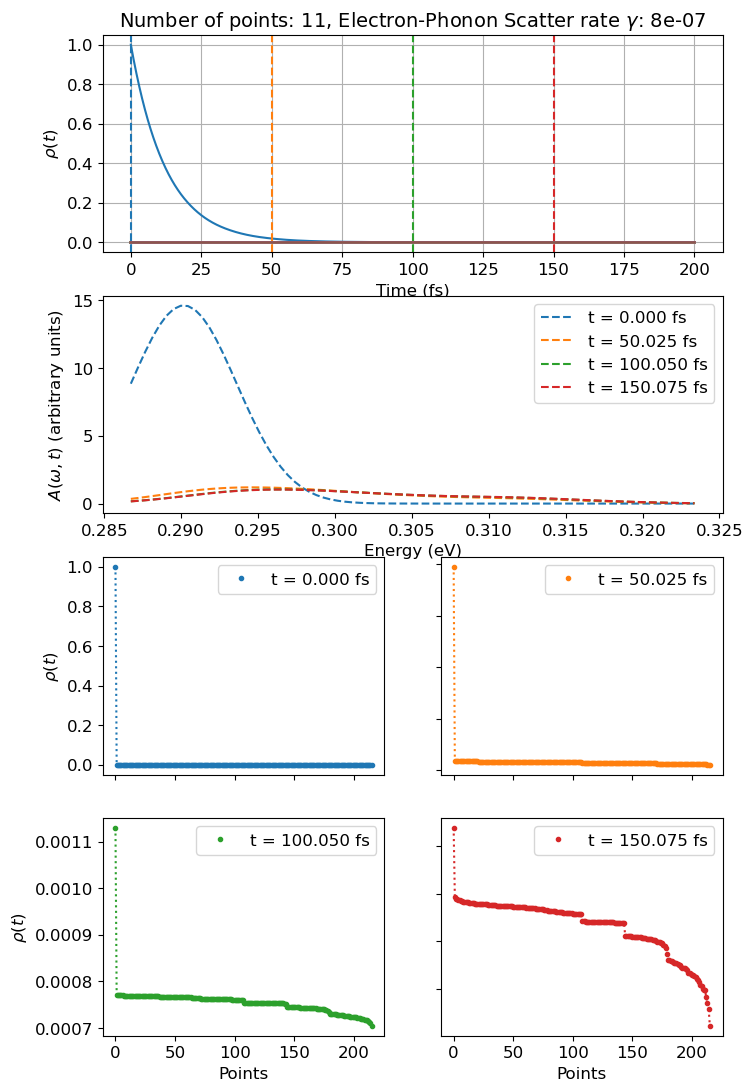 Number of points: 11, Electron-Phonon Scatter rate γ: 8e-07
1.0
0.8
0.6
0.4
0.2
0.0
ρ(t)
0 25 50 75 100 125 150 175 200
Time (fs)
15
10
5
0
A(ω, t) (arbitrary units)
t = 0.000 fs
t = 50.025 fs
t = 100.050 fs
t = 150.075 fs
0.285 0.290 0.295 0.300 0.305 0.310 0.315 0.320 0.325
Energy (eV)
1.0
0.8
0.6
0.4
0.2
0.0
ρ(t)
t = 0.000 fs
t = 50.025 fs
0.0011
0.0010
0.0009
0.0008
0.0007
ρ(t)
t = 100.050 fs
0 50 100 150 200
Points
t = 150.075 fs
0 50 100 150 200
Points